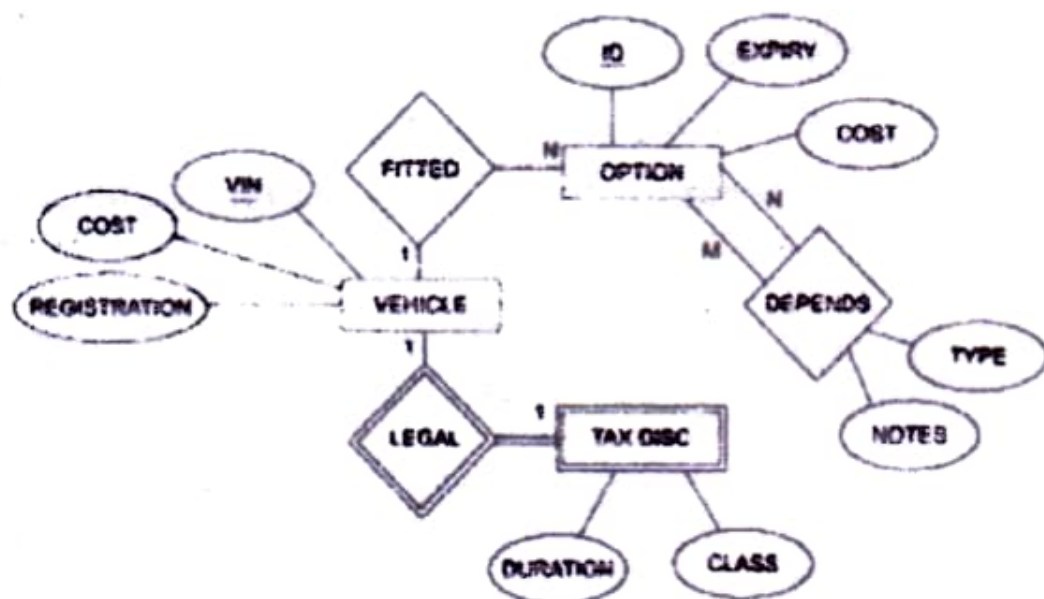 ID
EXPIRY
COST
FITTED
N
OPTION
VIN
N
COST
M
1
REGISTRATION
VEHICLE
DEPENDS
1
TYPE
1
LEGAL
TAX DISC
NOTES
DURATION
CLASS